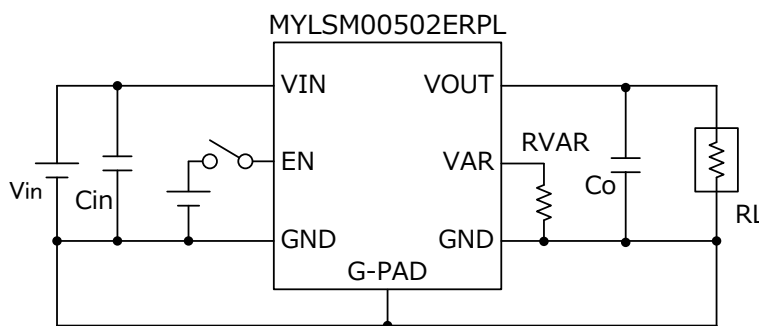 MYLSM00502ERPL
VIN
VOUT
EN
VAR
RVAR
Vin
Cin
Co
RL
GND
GND
G-PAD